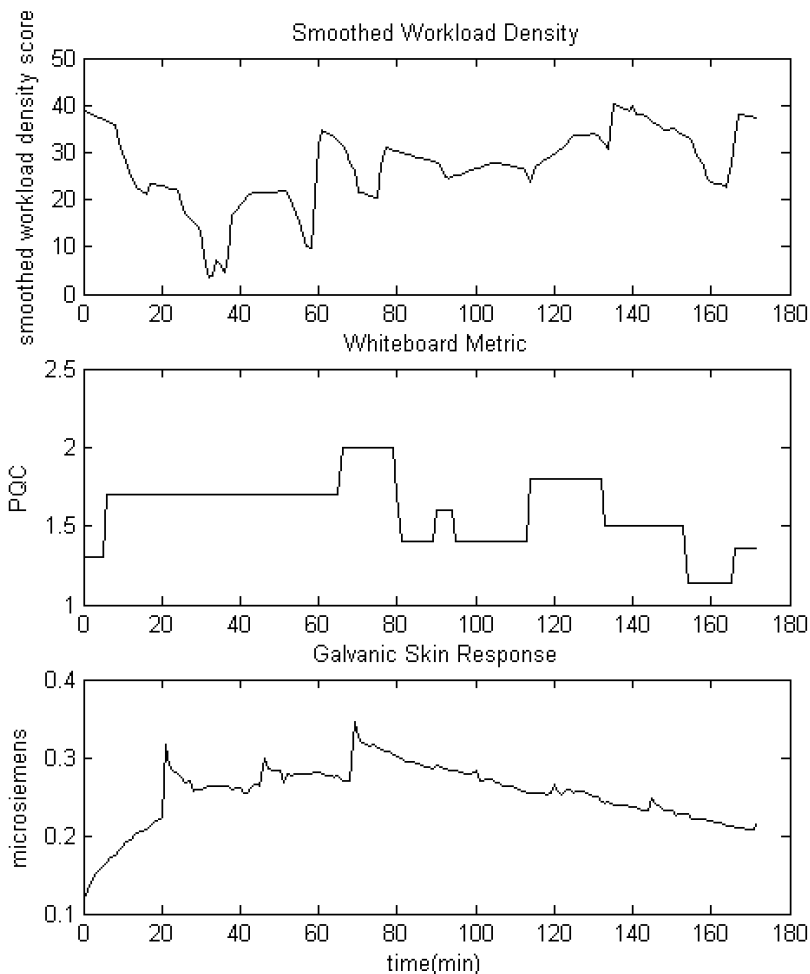 Smoothed Workload Density
smoothed workload density score
50
40
30
20
10
0
0 20 40 60 80 100 120 140 160 180
Whiteboard Metric
PQC
2.5
2
1.5
1
0 20 40 60 80 100 120 140 160 180
Galvanic Skin Response
microsiemens
0.4
0.3
0.2
0.1
0 20 40 60 80 100 120 140 160 180
time(min)